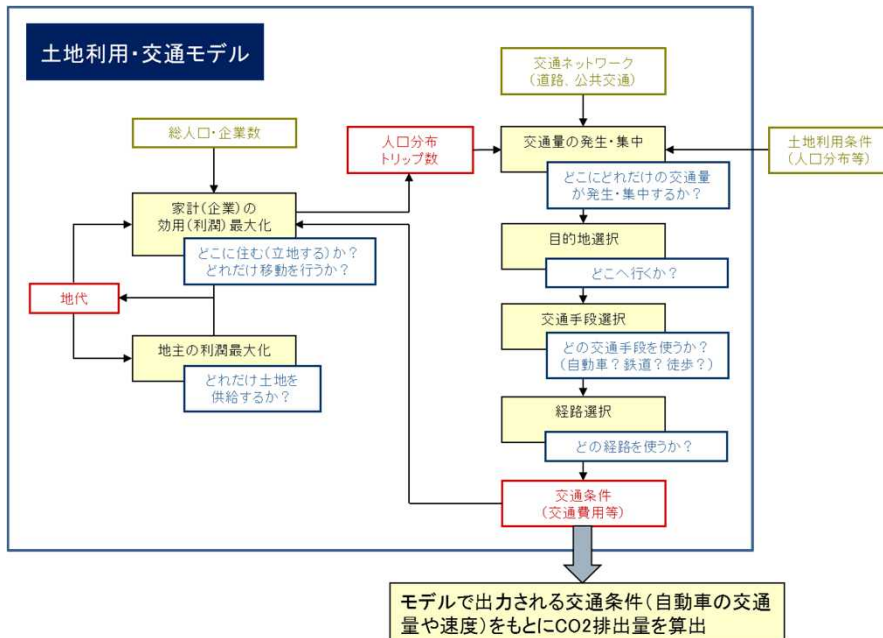 土地利用・交通モデル
交通ネットワーク
(道路、公共交通)
総人口・企業数
人口分布
トリップ数
交通量の発生・集中
土地利用条件
(人口分布等)
どこにどれだけの交通量
が発生・集中するか?
家計(企業)の
効用(利潤)最大化
どこに住む(立地する)か?
どれだけ移動を行うか?
目的地選択
どこへ行くか?
地代
交通手段選択
どの交通手段を使うか?
(自動車?鉄道?徒歩?)
地主の利潤最大化
どれだけ土地を
供給するか?
経路選択
どの経路を使うか?
交通条件
(交通費用等)
モデルで出力される交通条件(自動車の交通
量や速度)をもとにCO2排出量を算出